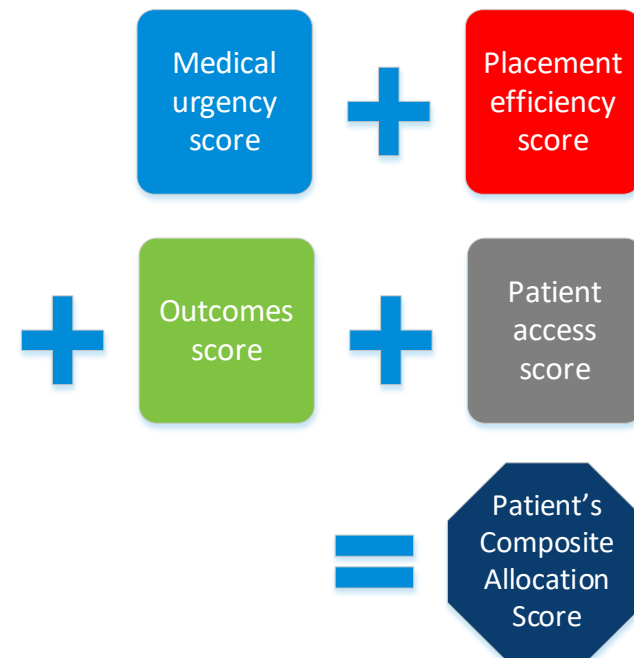 Medical
urgency
score
Placement
efficiency
score
Outcomes
score
Patient
access
score
Patient’s
Composite
Allocation
Score